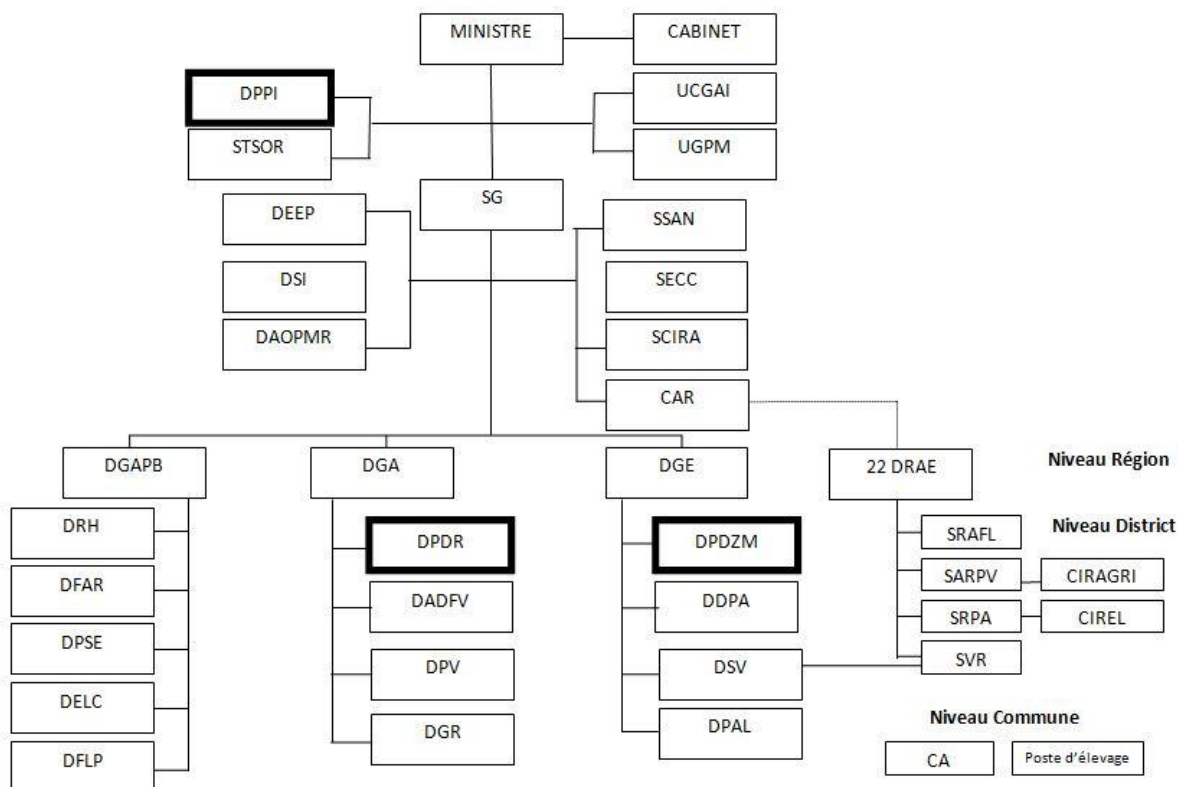 MINISTRE
CABINET
DPPI
UCGAI
STSOR
UGPM
SG
DEEP
SSAN
DSI
SECC
DAOPMR
SCIRA
CAR
DGAPB
DGA
DGE
22 DRAE
Niveau Région
DRH
DPDR
DPDZM
SRAFL
Niveau District
DFAR
DADFV
DDPA
SARPV
CIRAGRI
DPSE
DPV
DSV
SRPA
CIREL
SVR
DELC
DGR
DPAL
Niveau Commune
DFLP
CA
Poste d'élevage